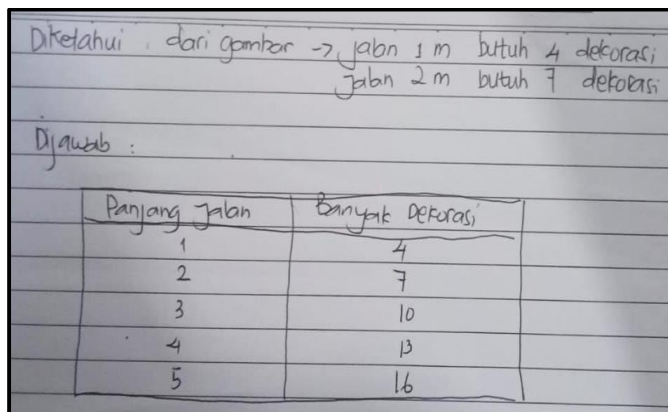 Diketahui dari gambar → jalan 1 m butuh 4 dekorasi
jalan 2 m butuh 7 dekorasi
Dijawab :
Panjang Jalan Banyak Dekorasi
1 4
2 7
3 10
4 13
5 16